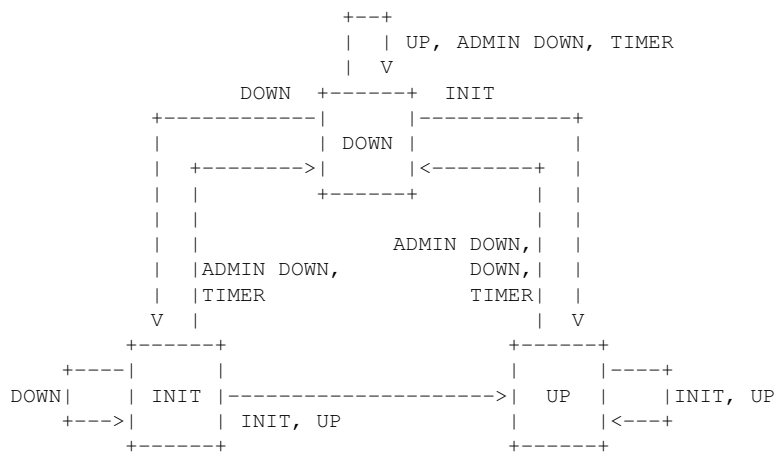 UP, ADMIN DOWN, TIMER
V
DOWN INIT
DOWN
ADMIN DOWN,
ADMIN DOWN, DOWN,
TIMER TIMER
V V
DOWN INIT UP INIT, UP
INIT, UP